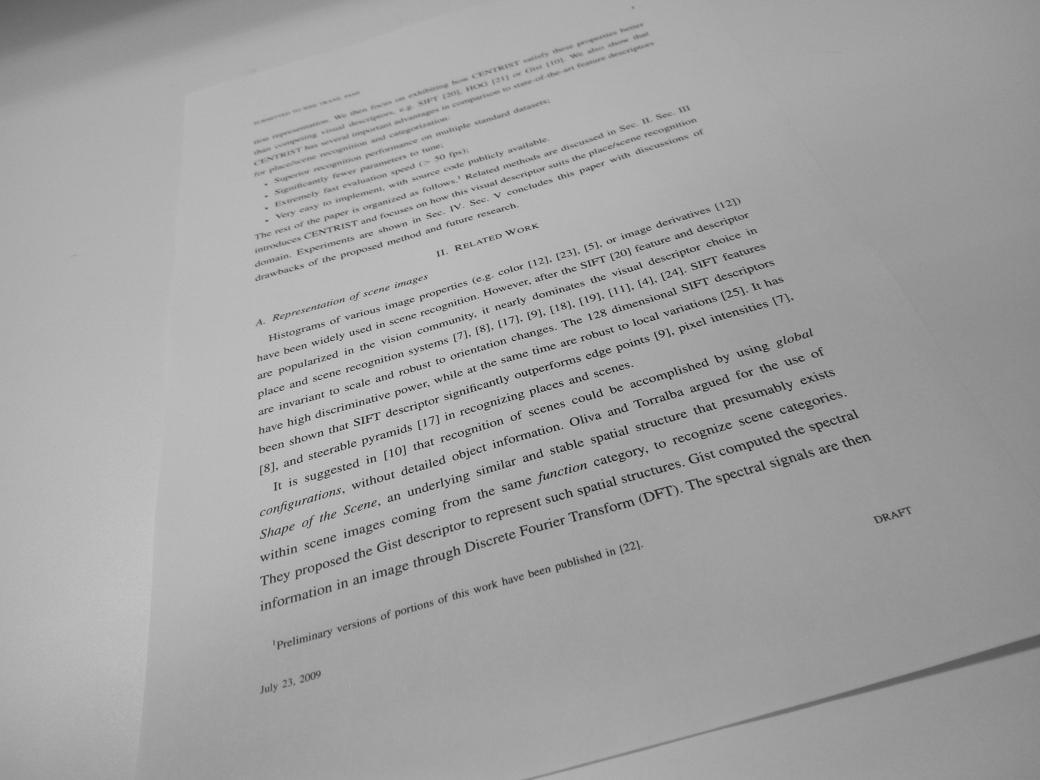 SUBMITTED TO IEEE TRANS. PAMI
tion representation. We then focus on exhibiting how CENTRIST satisfy these properties better
than competing visual descriptors, e.g. SIFT [20], HOG [21] or Gist [10]. We also show that
CENTRIST has several important advantages in comparison to state-of-the-art feature descriptors
for place/scene recognition and categorization:
• Superior recognition performance on multiple standard datasets;
• Significantly fewer parameters to tune;
• Extremely fast evaluation speed (> 50 fps);
• Very easy to implement, with source code publicly available.
The rest of the paper is organized as follows.¹ Related methods are discussed in Sec. II. Sec. III
introduces CENTRIST and focuses on how this visual descriptor suits the place/scene recognition
domain. Experiments are shown in Sec. IV. Sec. V concludes this paper with discussions of
drawbacks of the proposed method and future research.
II. RELATED WORK
A. Representation of scene images
Histograms of various image properties (e.g. color [12], [23], [5], or image derivatives [12])
have been widely used in scene recognition. However, after the SIFT [20] feature and descriptor
are popularized in the vision community, it nearly dominates the visual descriptor choice in
place and scene recognition systems [7], [8], [17], [9], [18], [19], [11], [4], [24]. SIFT features
are invariant to scale and robust to orientation changes. The 128 dimensional SIFT descriptors
have high discriminative power, while at the same time are robust to local variations [25]. It has
been shown that SIFT descriptor significantly outperforms edge points [9], pixel intensities [7],
[8], and steerable pyramids [17] in recognizing places and scenes.
It is suggested in [10] that recognition of scenes could be accomplished by using global
configurations, without detailed object information. Oliva and Torralba argued for the use of
Shape of the Scene, an underlying similar and stable spatial structure that presumably exists
within scene images coming from the same function category, to recognize scene categories.
They proposed the Gist descriptor to represent such spatial structures. Gist computed the spectral
information in an image through Discrete Fourier Transform (DFT). The spectral signals are then
¹Preliminary versions of portions of this work have been published in [22].
July 23, 2009
DRAFT